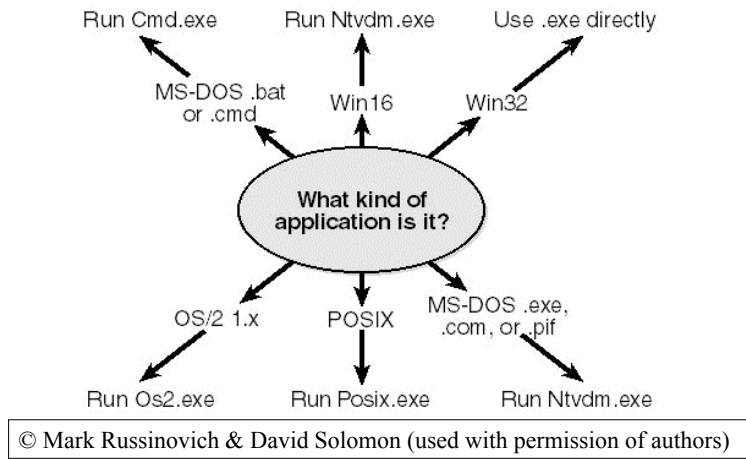 Run Cmd.exe
Run Ntvdm.exe
Use .exe directly
MS-DOS .bat
or .cmd
Win16
Win32
What kind of
application is it?
OS/2 1.x
POSIX
MS-DOS .exe,
.com, or .pif
Run Os2.exe
Run Posix.exe
Run Ntvdm.exe
© Mark Russinovich & David Solomon (used with permission of authors)